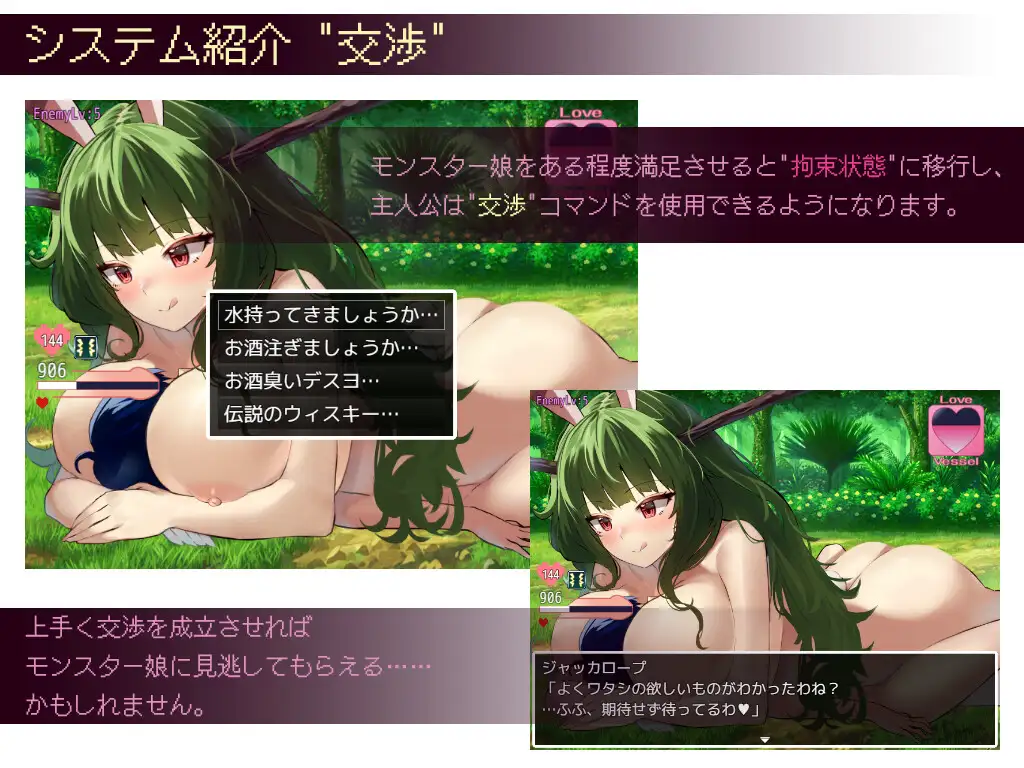 システム紹介 "交渉"
EnemyLv:5
Love
モンスター娘をある程度満足させると"拘束状態"に移行し、
主人公は"交渉"コマンドを使用できるようになります。
水持ってきましょうか…
お酒注ぎましょうか…
お酒臭いデスヨ…
伝説のウィスキー…
144
906
EnemyLv:5
Love
Vessel
144
906
ジャッカロープ
「よくワタシの欲しいものがわかったわね？
…ふふ、期待せず待ってるわ♥」
上手く交渉を成立させれば
モンスター娘に見逃してもらえる……
かもしれません。